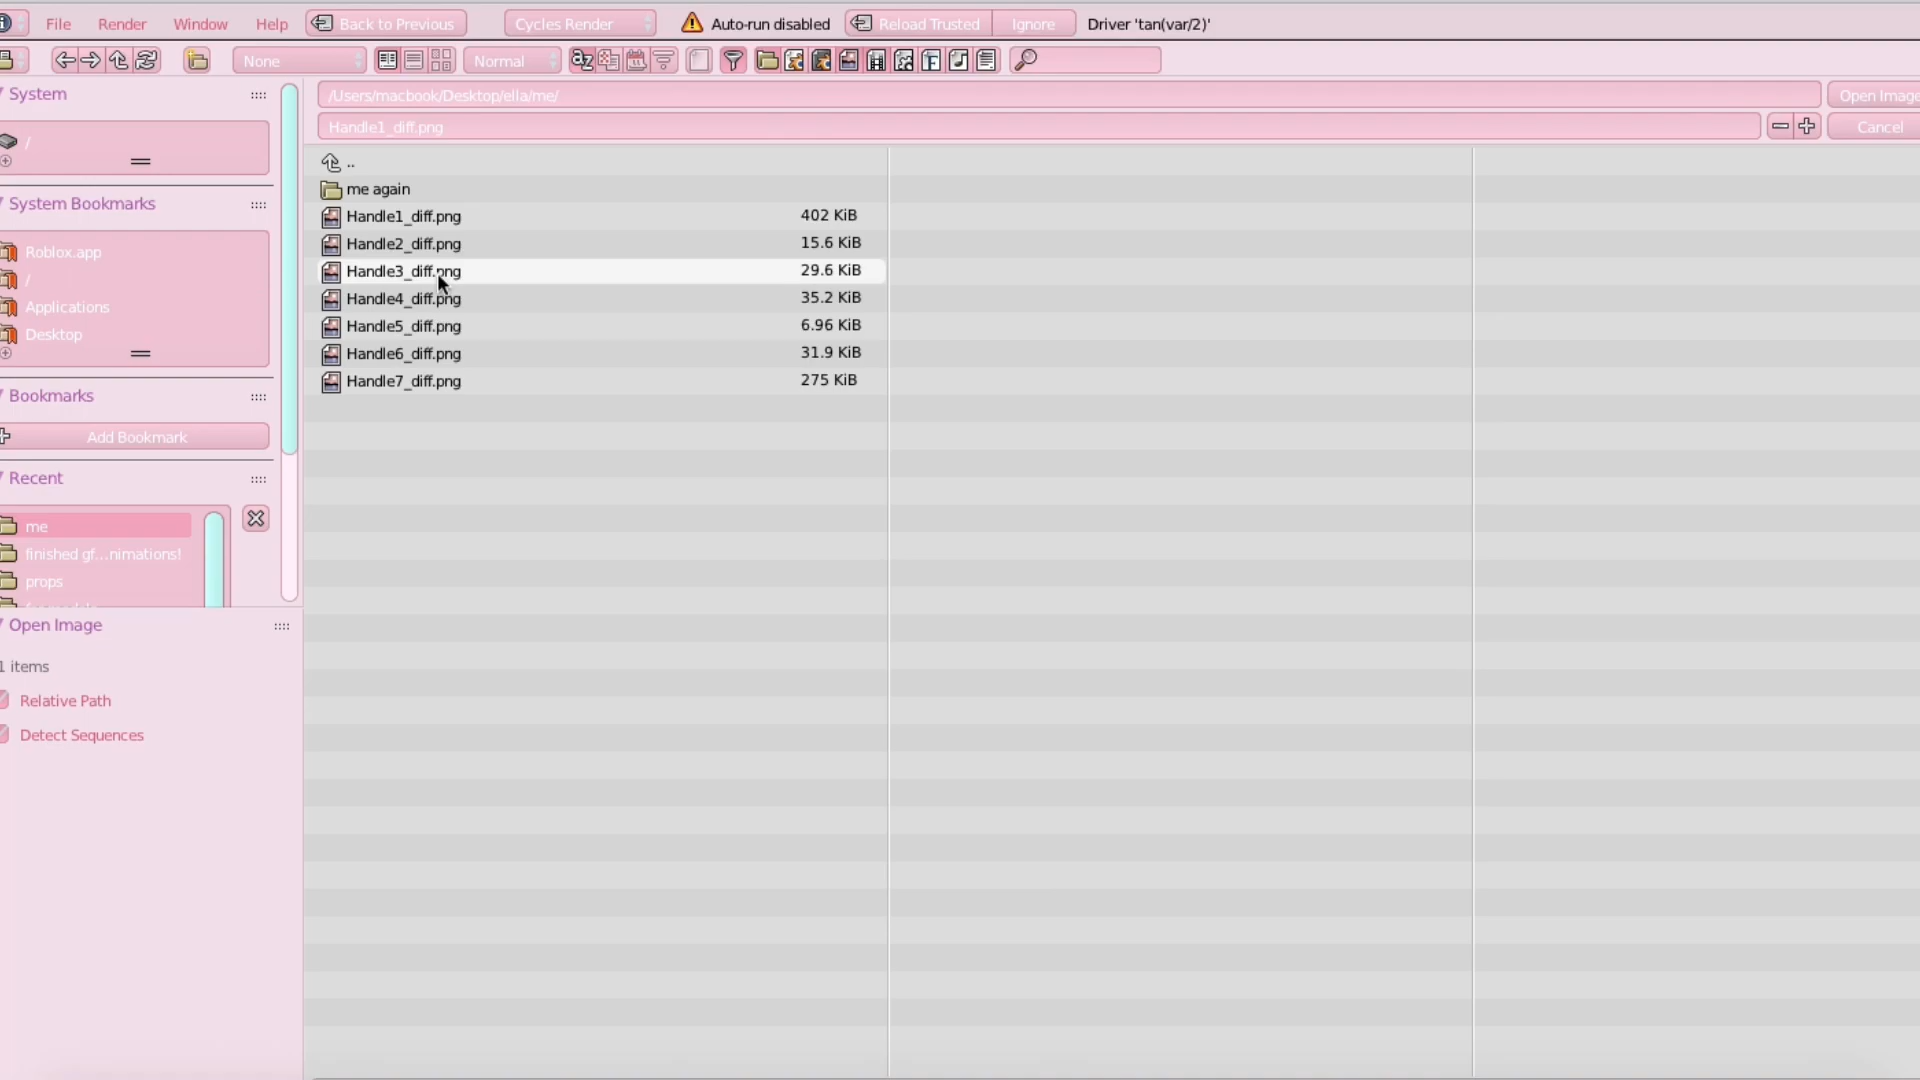 File Render Window Help Back to Previous Cycles Render Auto-run disabled Reload Trusted Ignore Driver 'tan(var/2)'
None Normal
System
/
System Bookmarks
Roblox.app
/
Applications
Desktop
Bookmarks
Add Bookmark
Recent
me
finished gf...nimations!
props
Open Image
1 items
Relative Path
Detect Sequences
/Users/macbook/Desktop/ella/me/ Open Image
Handle1_diff.png Cancel
..
me again
Handle1_diff.png 402 KiB
Handle2_diff.png 15.6 KiB
Handle3_diff.png 29.6 KiB
Handle4_diff.png 35.2 KiB
Handle5_diff.png 6.96 KiB
Handle6_diff.png 31.9 KiB
Handle7_diff.png 275 KiB